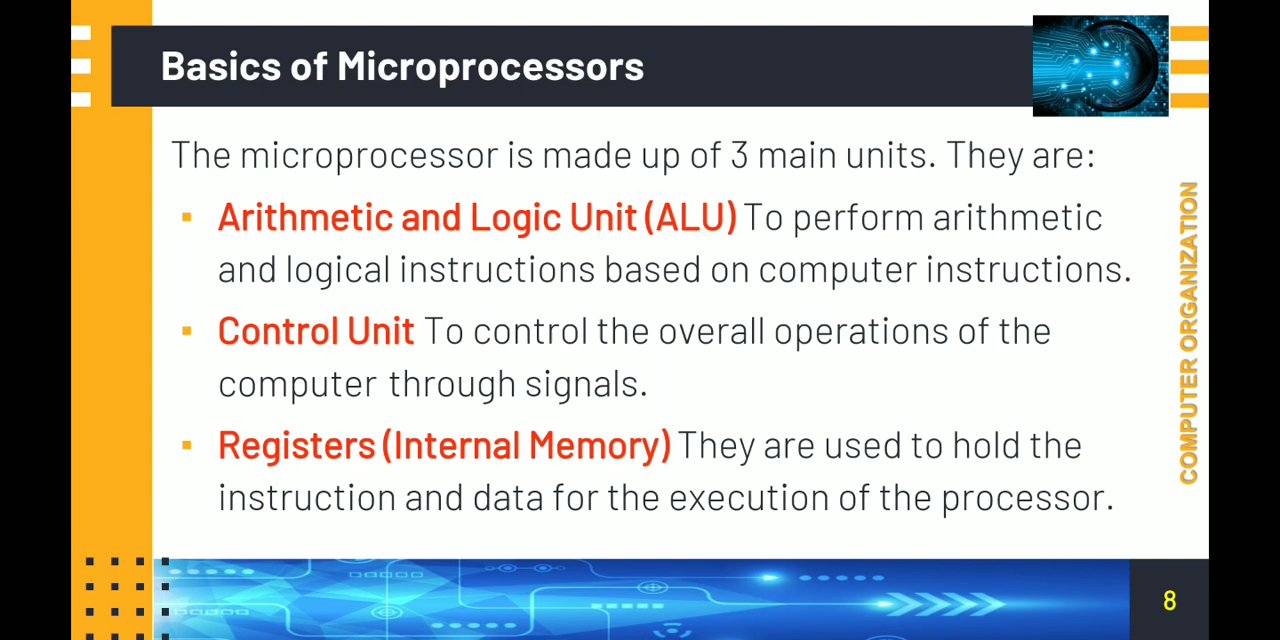 Basics of Microprocessors
The microprocessor is made up of 3 main units. They are:
▪ Arithmetic and Logic Unit (ALU) To perform arithmetic
and logical instructions based on computer instructions.
▪ Control Unit To control the overall operations of the
computer through signals.
▪ Registers (Internal Memory) They are used to hold the
instruction and data for the execution of the processor.
COMPUTER ORGANIZATION
8